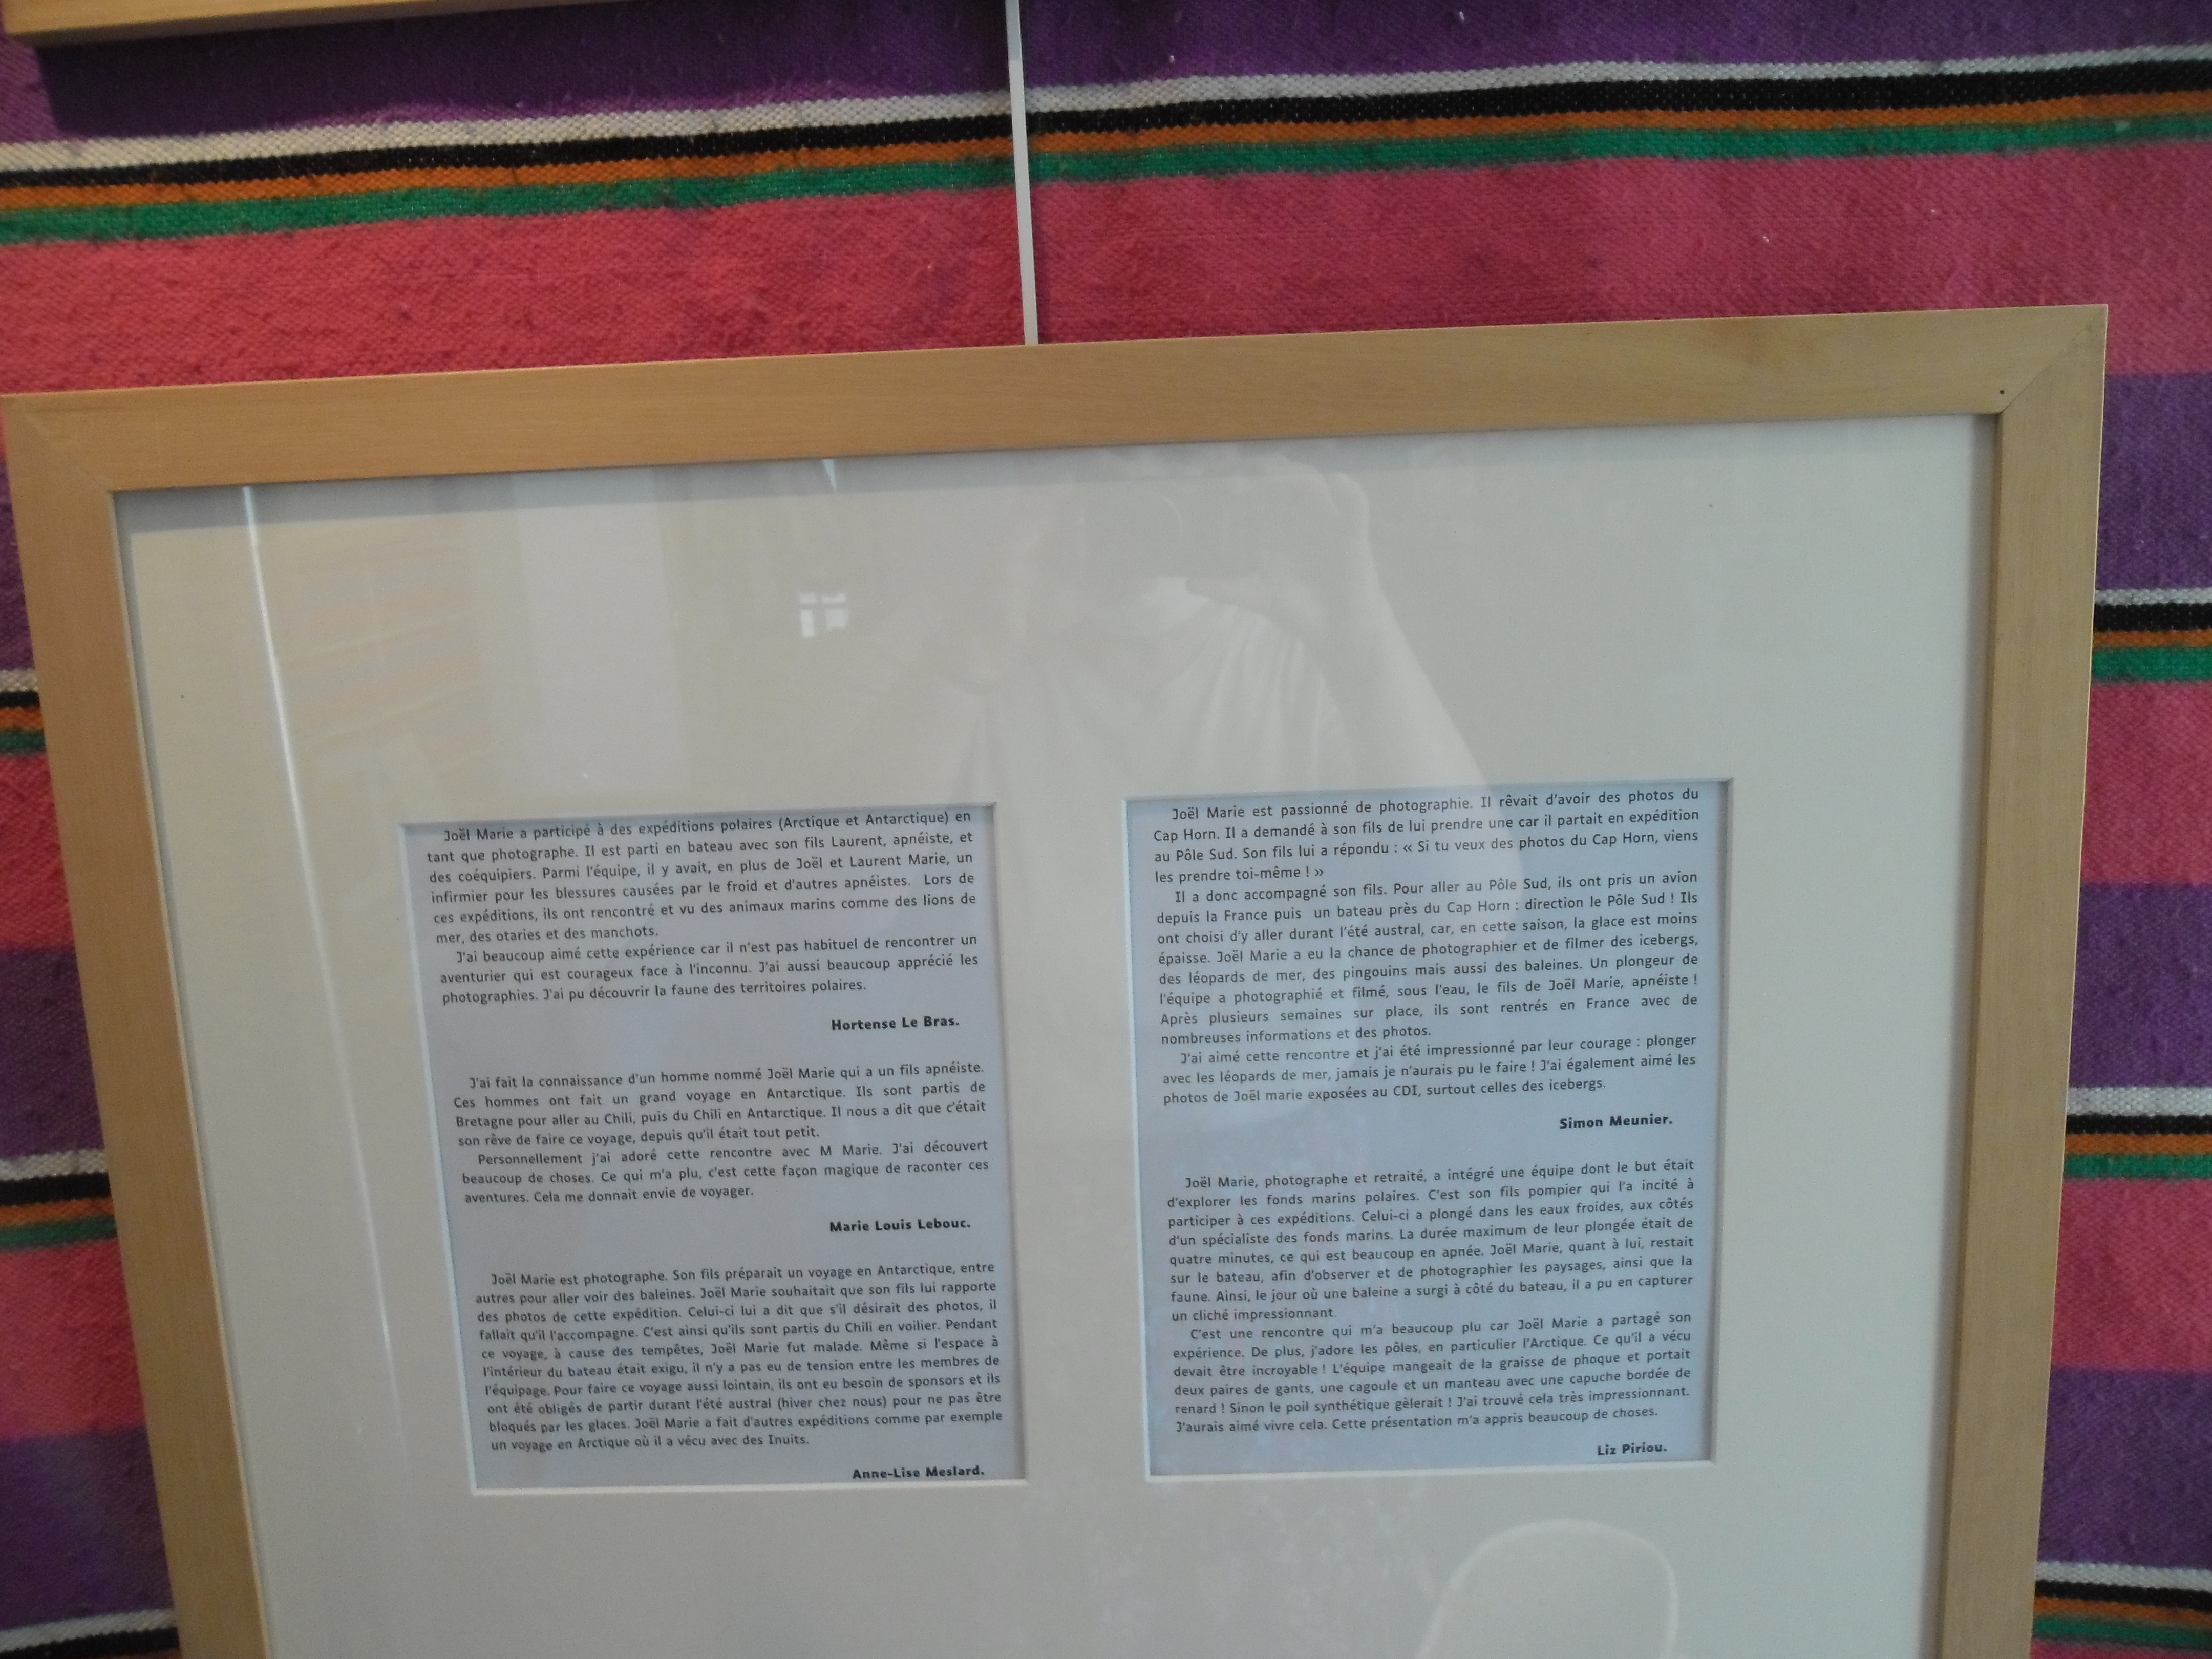 Joël Marie a participé à des expéditions polaires (Arctique et Antarctique) en
tant que photographe. Il est parti en bateau avec son fils Laurent, apnéiste, et
des coéquipiers. Parmi l'équipe, il y avait, en plus de Joël et Laurent Marie, un
infirmier pour les blessures causées par le froid et d'autres apnéistes. Lors de
ces expéditions, ils ont rencontré et vu des animaux marins comme des lions de
mer, des otaries et des manchots.
J'ai beaucoup aimé cette expérience car il n'est pas habituel de rencontrer un
aventurier qui est courageux face à l'inconnu. J'ai aussi beaucoup apprécié les
photographies. J'ai pu découvrir la faune des territoires polaires.
Hortense Le Bras.
J'ai fait la connaissance d'un homme nommé Joël Marie qui a un fils apnéiste.
Ces hommes ont fait un grand voyage en Antarctique. Ils sont partis de
Bretagne pour aller au Chili, puis du Chili en Antarctique. Il nous a dit que c'était
son rêve de faire ce voyage, depuis qu'il était tout petit.
Personnellement j'ai adoré cette rencontre avec M Marie. J'ai découvert
beaucoup de choses. Ce qui m'a plu, c'est cette façon magique de raconter ces
aventures. Cela me donnait envie de voyager.
Marie Louis Lebouc.
Joël Marie est photographe. Son fils préparait un voyage en Antarctique, entre
autres pour aller voir des baleines. Joël Marie souhaitait que son fils lui rapporte
des photos de cette expédition. Celui-ci lui a dit que s'il désirait des photos, il
fallait qu'il l'accompagne. C'est ainsi qu'ils sont partis du Chili en voilier. Pendant
ce voyage, à cause des tempêtes, Joël Marie fut malade. Même si l'espace à
l'intérieur du bateau était exigu, il n'y a pas eu de tension entre les membres de
l'équipage. Pour faire ce voyage aussi lointain, ils ont eu besoin de sponsors et ils
ont été obligés de partir durant l'été austral (hiver chez nous) pour ne pas être
bloqués par les glaces. Joël Marie a fait d'autres expéditions comme par exemple
un voyage en Arctique où il a vécu avec des Inuits.
Anne-Lise Meslard.
Joël Marie est passionné de photographie. Il rêvait d'avoir des photos du
Cap Horn. Il a demandé à son fils de lui prendre une car il partait en expédition
au Pôle Sud. Son fils lui a répondu : « Si tu veux des photos du Cap Horn, viens
les prendre toi-même ! »
Il a donc accompagné son fils. Pour aller au Pôle Sud, ils ont pris un avion
depuis la France puis un bateau près du Cap Horn : direction le Pôle Sud ! Ils
ont choisi d'y aller durant l'été austral, car, en cette saison, la glace est moins
épaisse. Joël Marie a eu la chance de photographier et de filmer des icebergs,
des léopards de mer, des pingouins mais aussi des baleines. Un plongeur de
l'équipe a photographié et filmé, sous l'eau, le fils de Joël Marie, apnéiste !
Après plusieurs semaines sur place, ils sont rentrés en France avec de
nombreuses informations et des photos.
J'ai aimé cette rencontre et j'ai été impressionné par leur courage : plonger
avec les léopards de mer, jamais je n'aurais pu le faire ! J'ai également aimé les
photos de Joël marie exposées au CDI, surtout celles des icebergs.
Simon Meunier.
Joël Marie, photographe et retraité, a intégré une équipe dont le but était
d'explorer les fonds marins polaires. C'est son fils pompier qui l'a incité à
participer à ces expéditions. Celui-ci a plongé dans les eaux froides, aux côtés
d'un spécialiste des fonds marins. La durée maximum de leur plongée était de
quatre minutes, ce qui est beaucoup en apnée. Joël Marie, quant à lui, restait
sur le bateau, afin d'observer et de photographier les paysages, ainsi que la
faune. Ainsi, le jour où une baleine a surgi à côté du bateau, il a pu en capturer
un cliché impressionnant.
C'est une rencontre qui m'a beaucoup plu car Joël Marie a partagé son
expérience. De plus, j'adore les pôles, en particulier l'Arctique. Ce qu'il a vécu
devait être incroyable ! L'équipe mangeait de la graisse de phoque et portait
deux paires de gants, une cagoule et un manteau avec une capuche bordée de
renard ! Sinon le poil synthétique gèlerait ! J'ai trouvé cela très impressionnant.
J'aurais aimé vivre cela. Cette présentation m'a appris beaucoup de choses.
Liz Piriou.